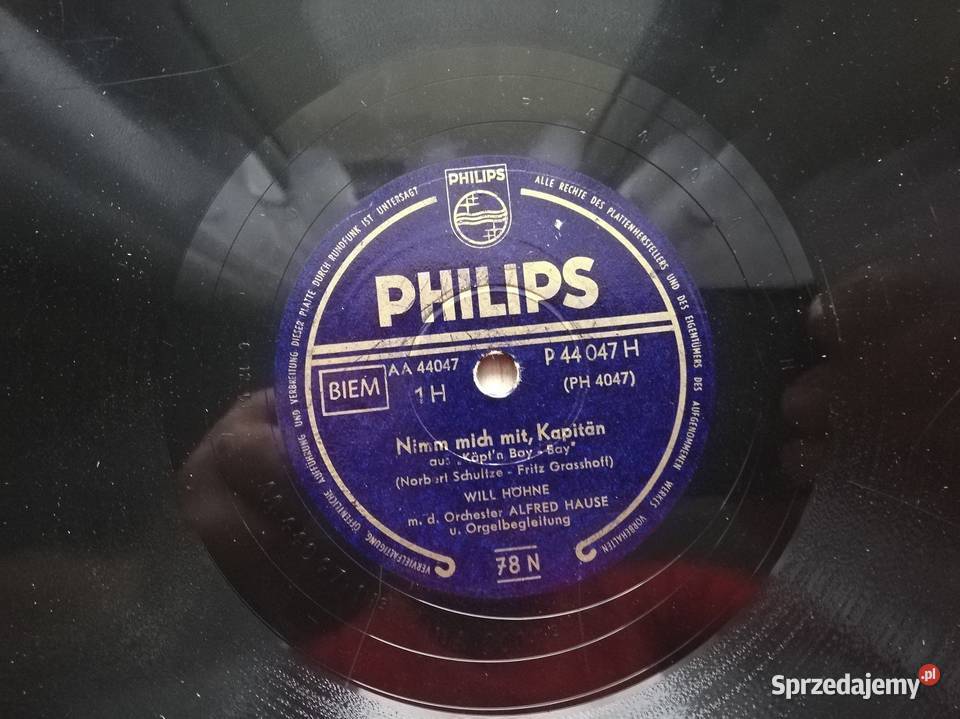 PHILIPS
ALLE RECHTE DES PLATTENHERSTELLERS UND DES EIGENTÜMERS DES AUFGENOMMENEN WERKES VORBEHALTEN
VERVIELFAELTIGUNG ÖFFENTLICHE AUFFÜHRUNG UND VERBREITUNG DIESER PLATTE DURCH RUNDFUNK IST UNTERSAGT
PHILIPS
BIEM
AA 44047
1 H
P 44 047 H
(PH 4047)
Nimm mich mit, Kapitän
aus „Käpt'n Bay - Bay"
(Norbert Schultze - Fritz Grasshoff)
WILL HÖHNE
m. d. Orchester ALFRED HAUSE
u. Orgelbegleitung
78 N
Sprzedajemy.pl